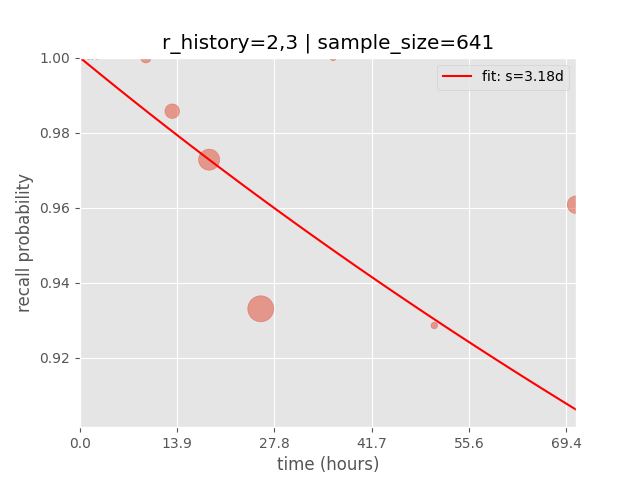 r_history=2,3 | sample_size=641
fit: s=3.18d
1.00
0.98
0.96
0.94
0.92
recall probability
0.0 13.9 27.8 41.7 55.6 69.4
time (hours)